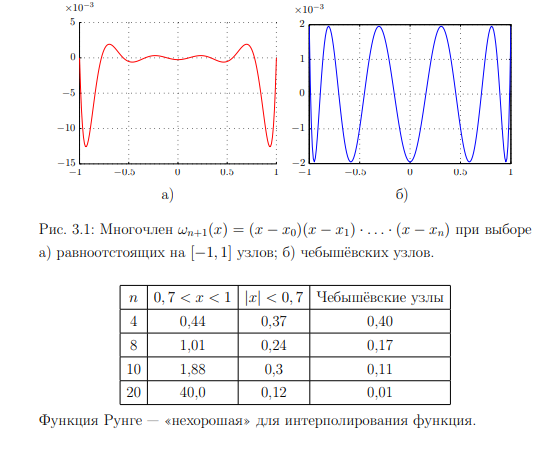 ×10⁻³
5
0
−5
−10
−15
−1 −0.5 0 0.5 1
а)
×10⁻³
2
1
0
−1
−2
−1 −0.5 0 0.5 1
б)
Рис. 3.1: Многочлен ωₙ₊₁(x) = (x − x₀)(x − x₁) · . . . · (x − xₙ) при выборе
а) равноотстоящих на [−1, 1] узлов; б) чебышёвских узлов.
n 0, 7 < x < 1 |x| < 0, 7 Чебышёвские узлы
4 0,44 0,37 0,40
8 1,01 0,24 0,17
10 1,88 0,3 0,11
20 40,0 0,12 0,01
Функция Рунге — «нехорошая» для интерполирования функция.